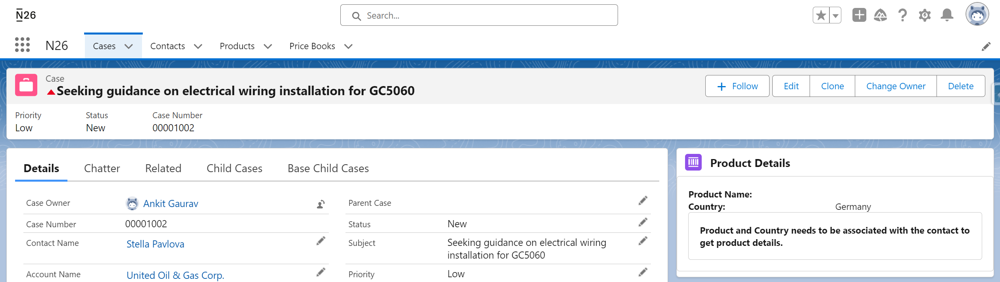 N26
Search...
N26
Cases
Contacts
Products
Price Books
Case
Seeking guidance on electrical wiring installation for GC5060
Follow
Edit
Clone
Change Owner
Delete
Priority
Status
Case Number
Low
New
00001002
Details
Chatter
Related
Child Cases
Base Child Cases
Case Owner
Ankit Gaurav
Case Number
00001002
Contact Name
Stella Pavlova
Account Name
United Oil & Gas Corp.
Parent Case
Status
New
Subject
Seeking guidance on electrical wiring
installation for GC5060
Priority
Low
Product Details
Product Name:
Country:
Germany
Product and Country needs to be associated with the contact to
get product details.